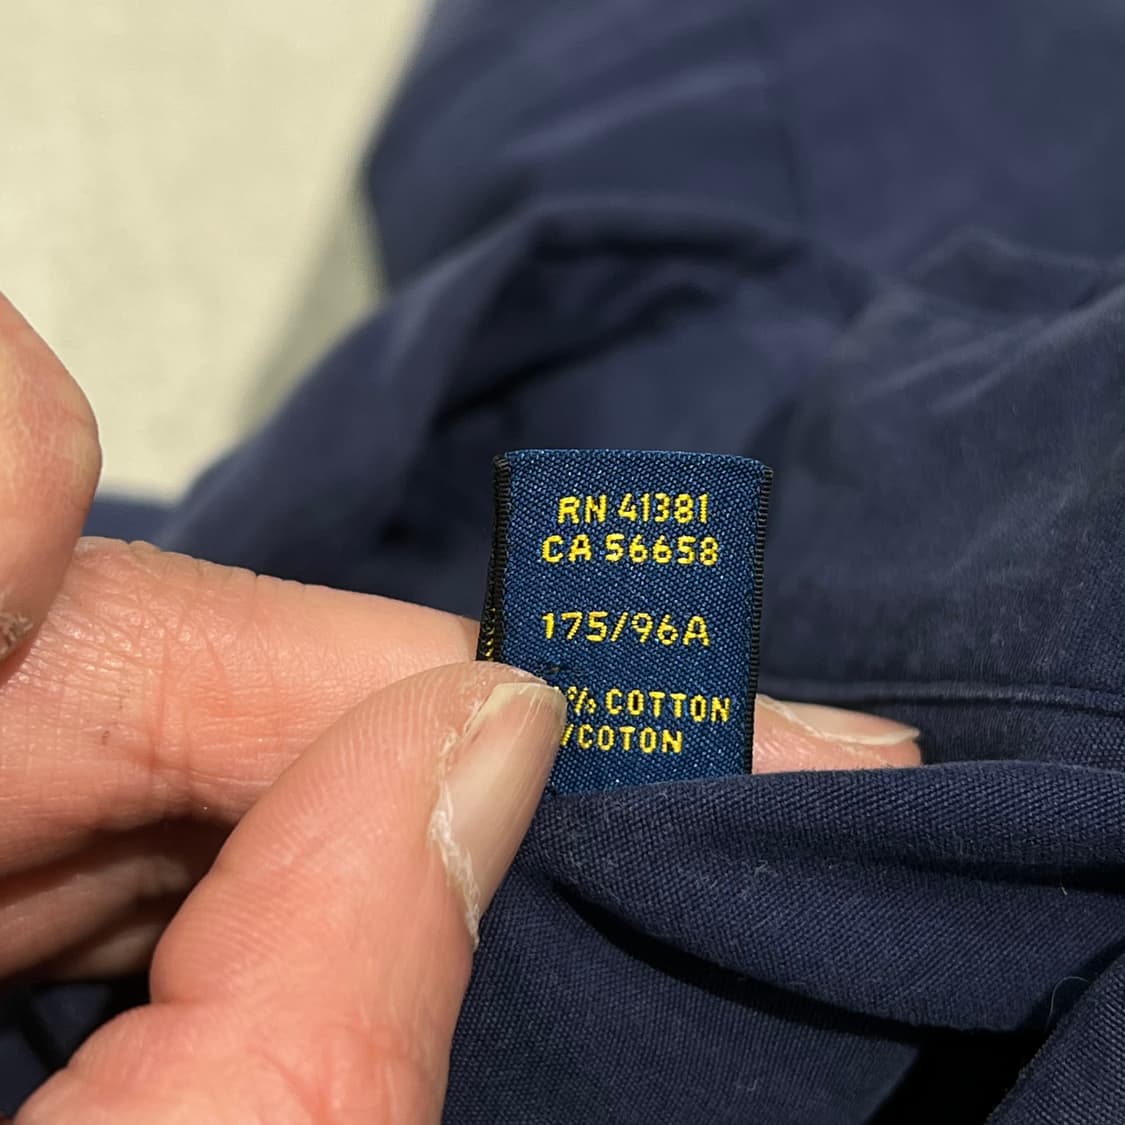 RN 41381
CA 56658
175/96A
% COTTON
/COTON